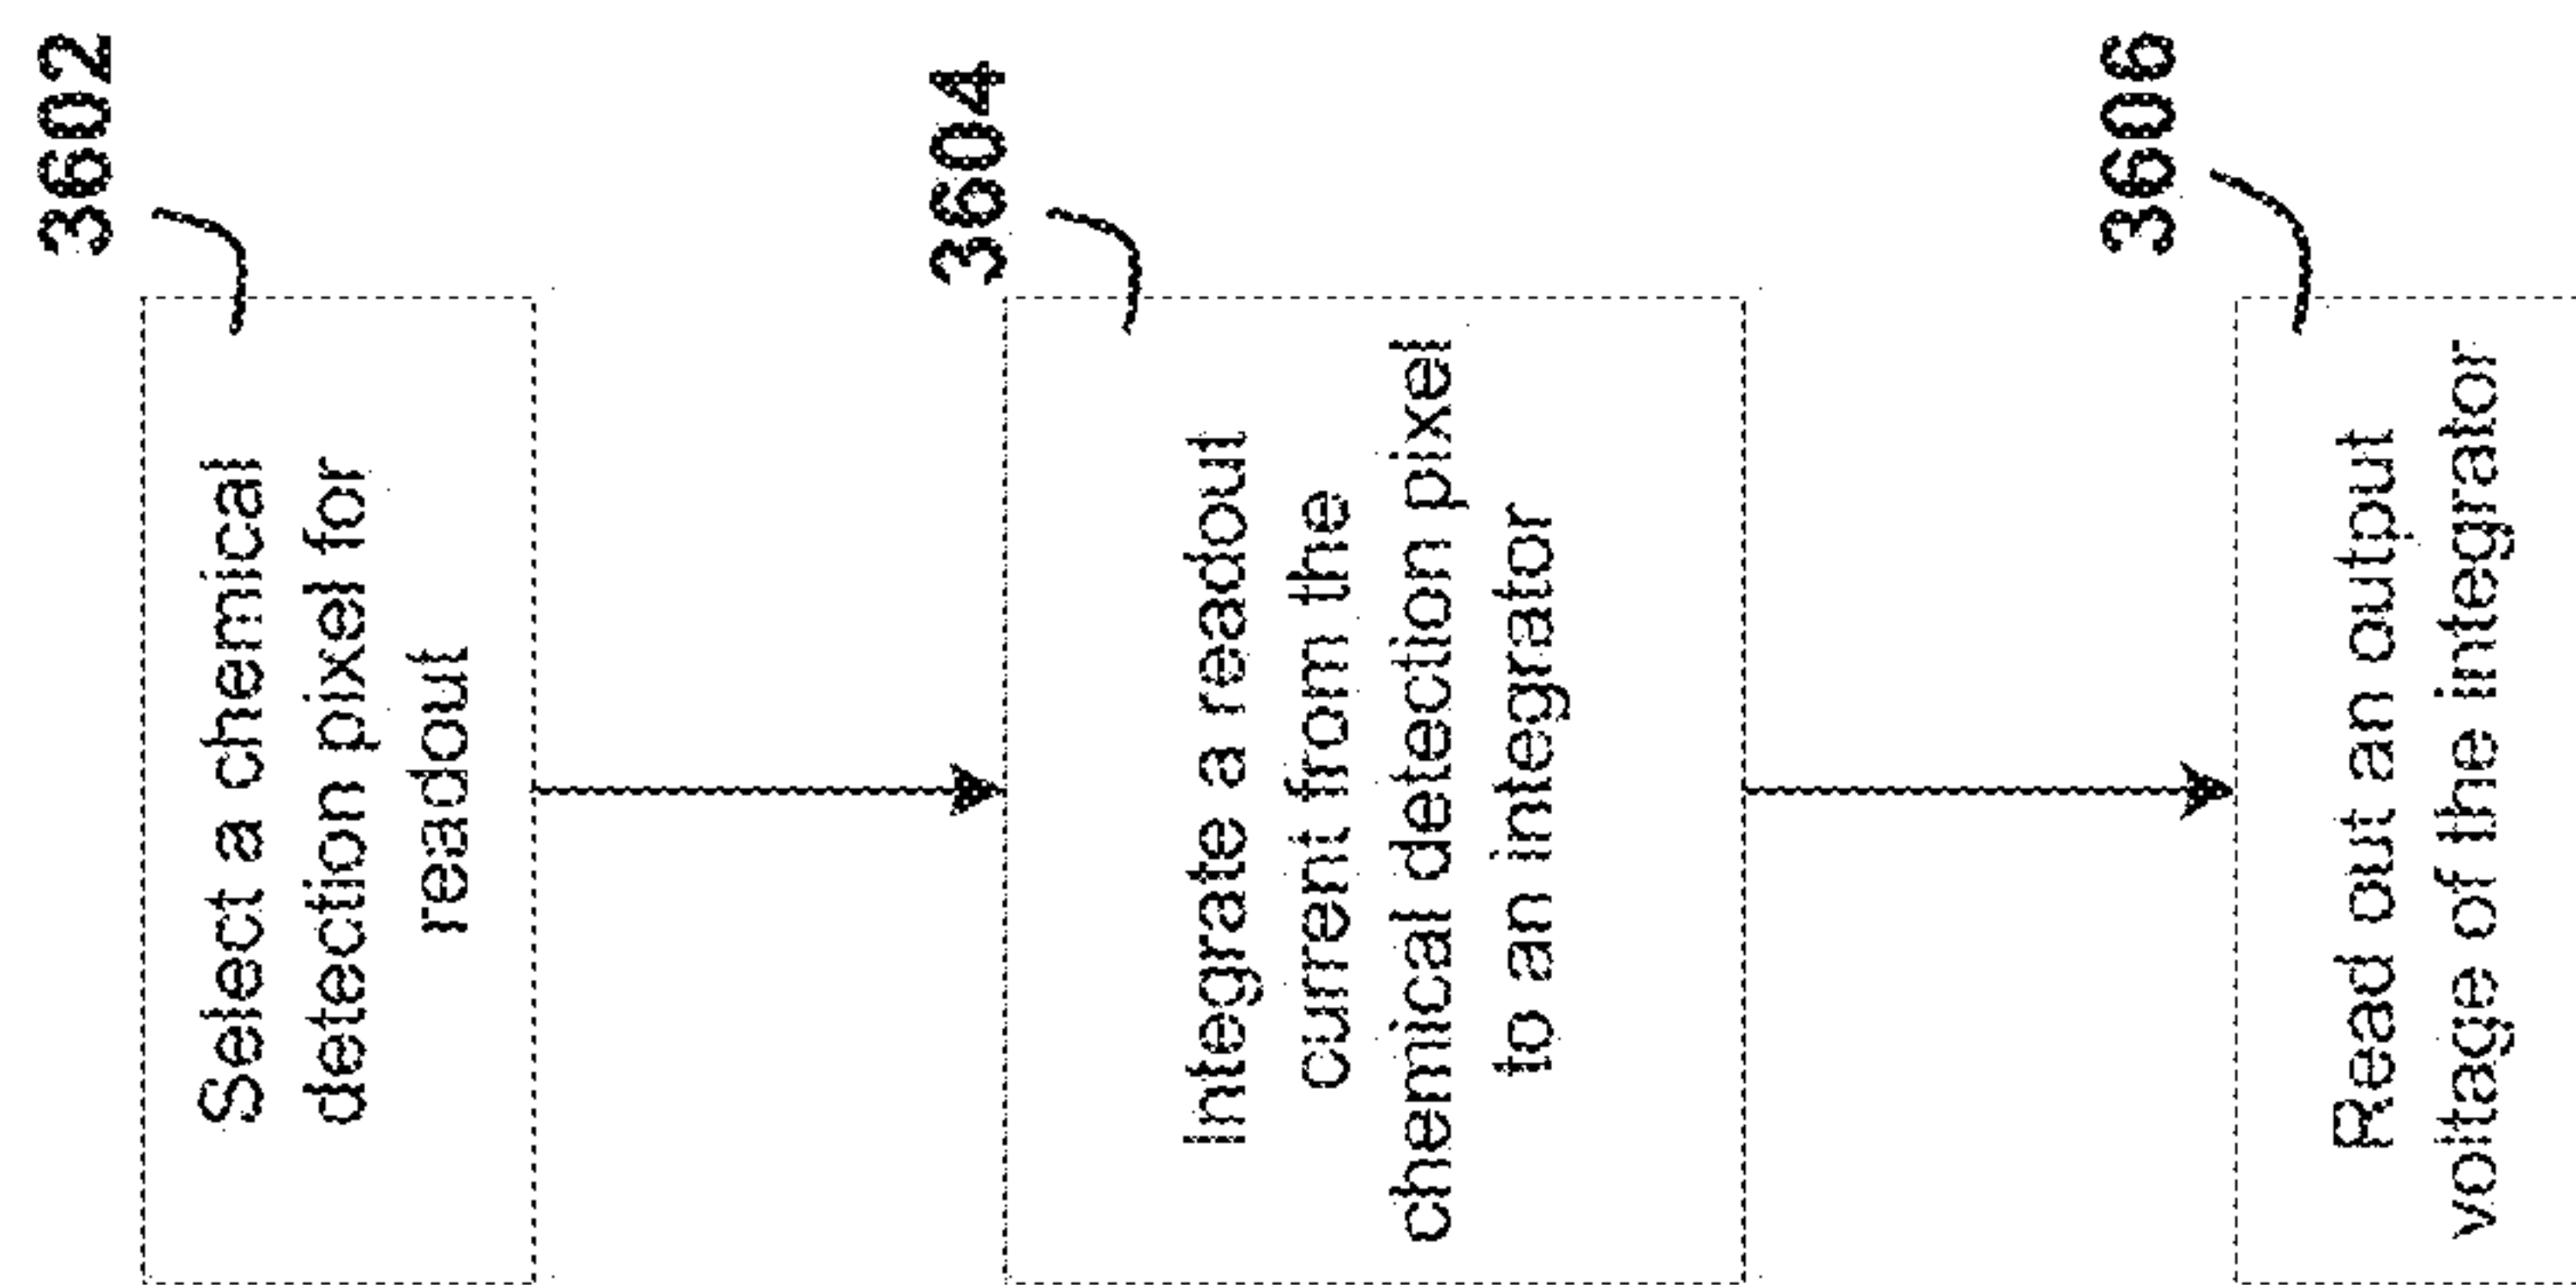 3602
Select a chemical
detection pixel for
readout
3604
Integrate a readout
current from the
chemical detection pixel
to an integrator
3606
Read out an output
voltage of the integrator